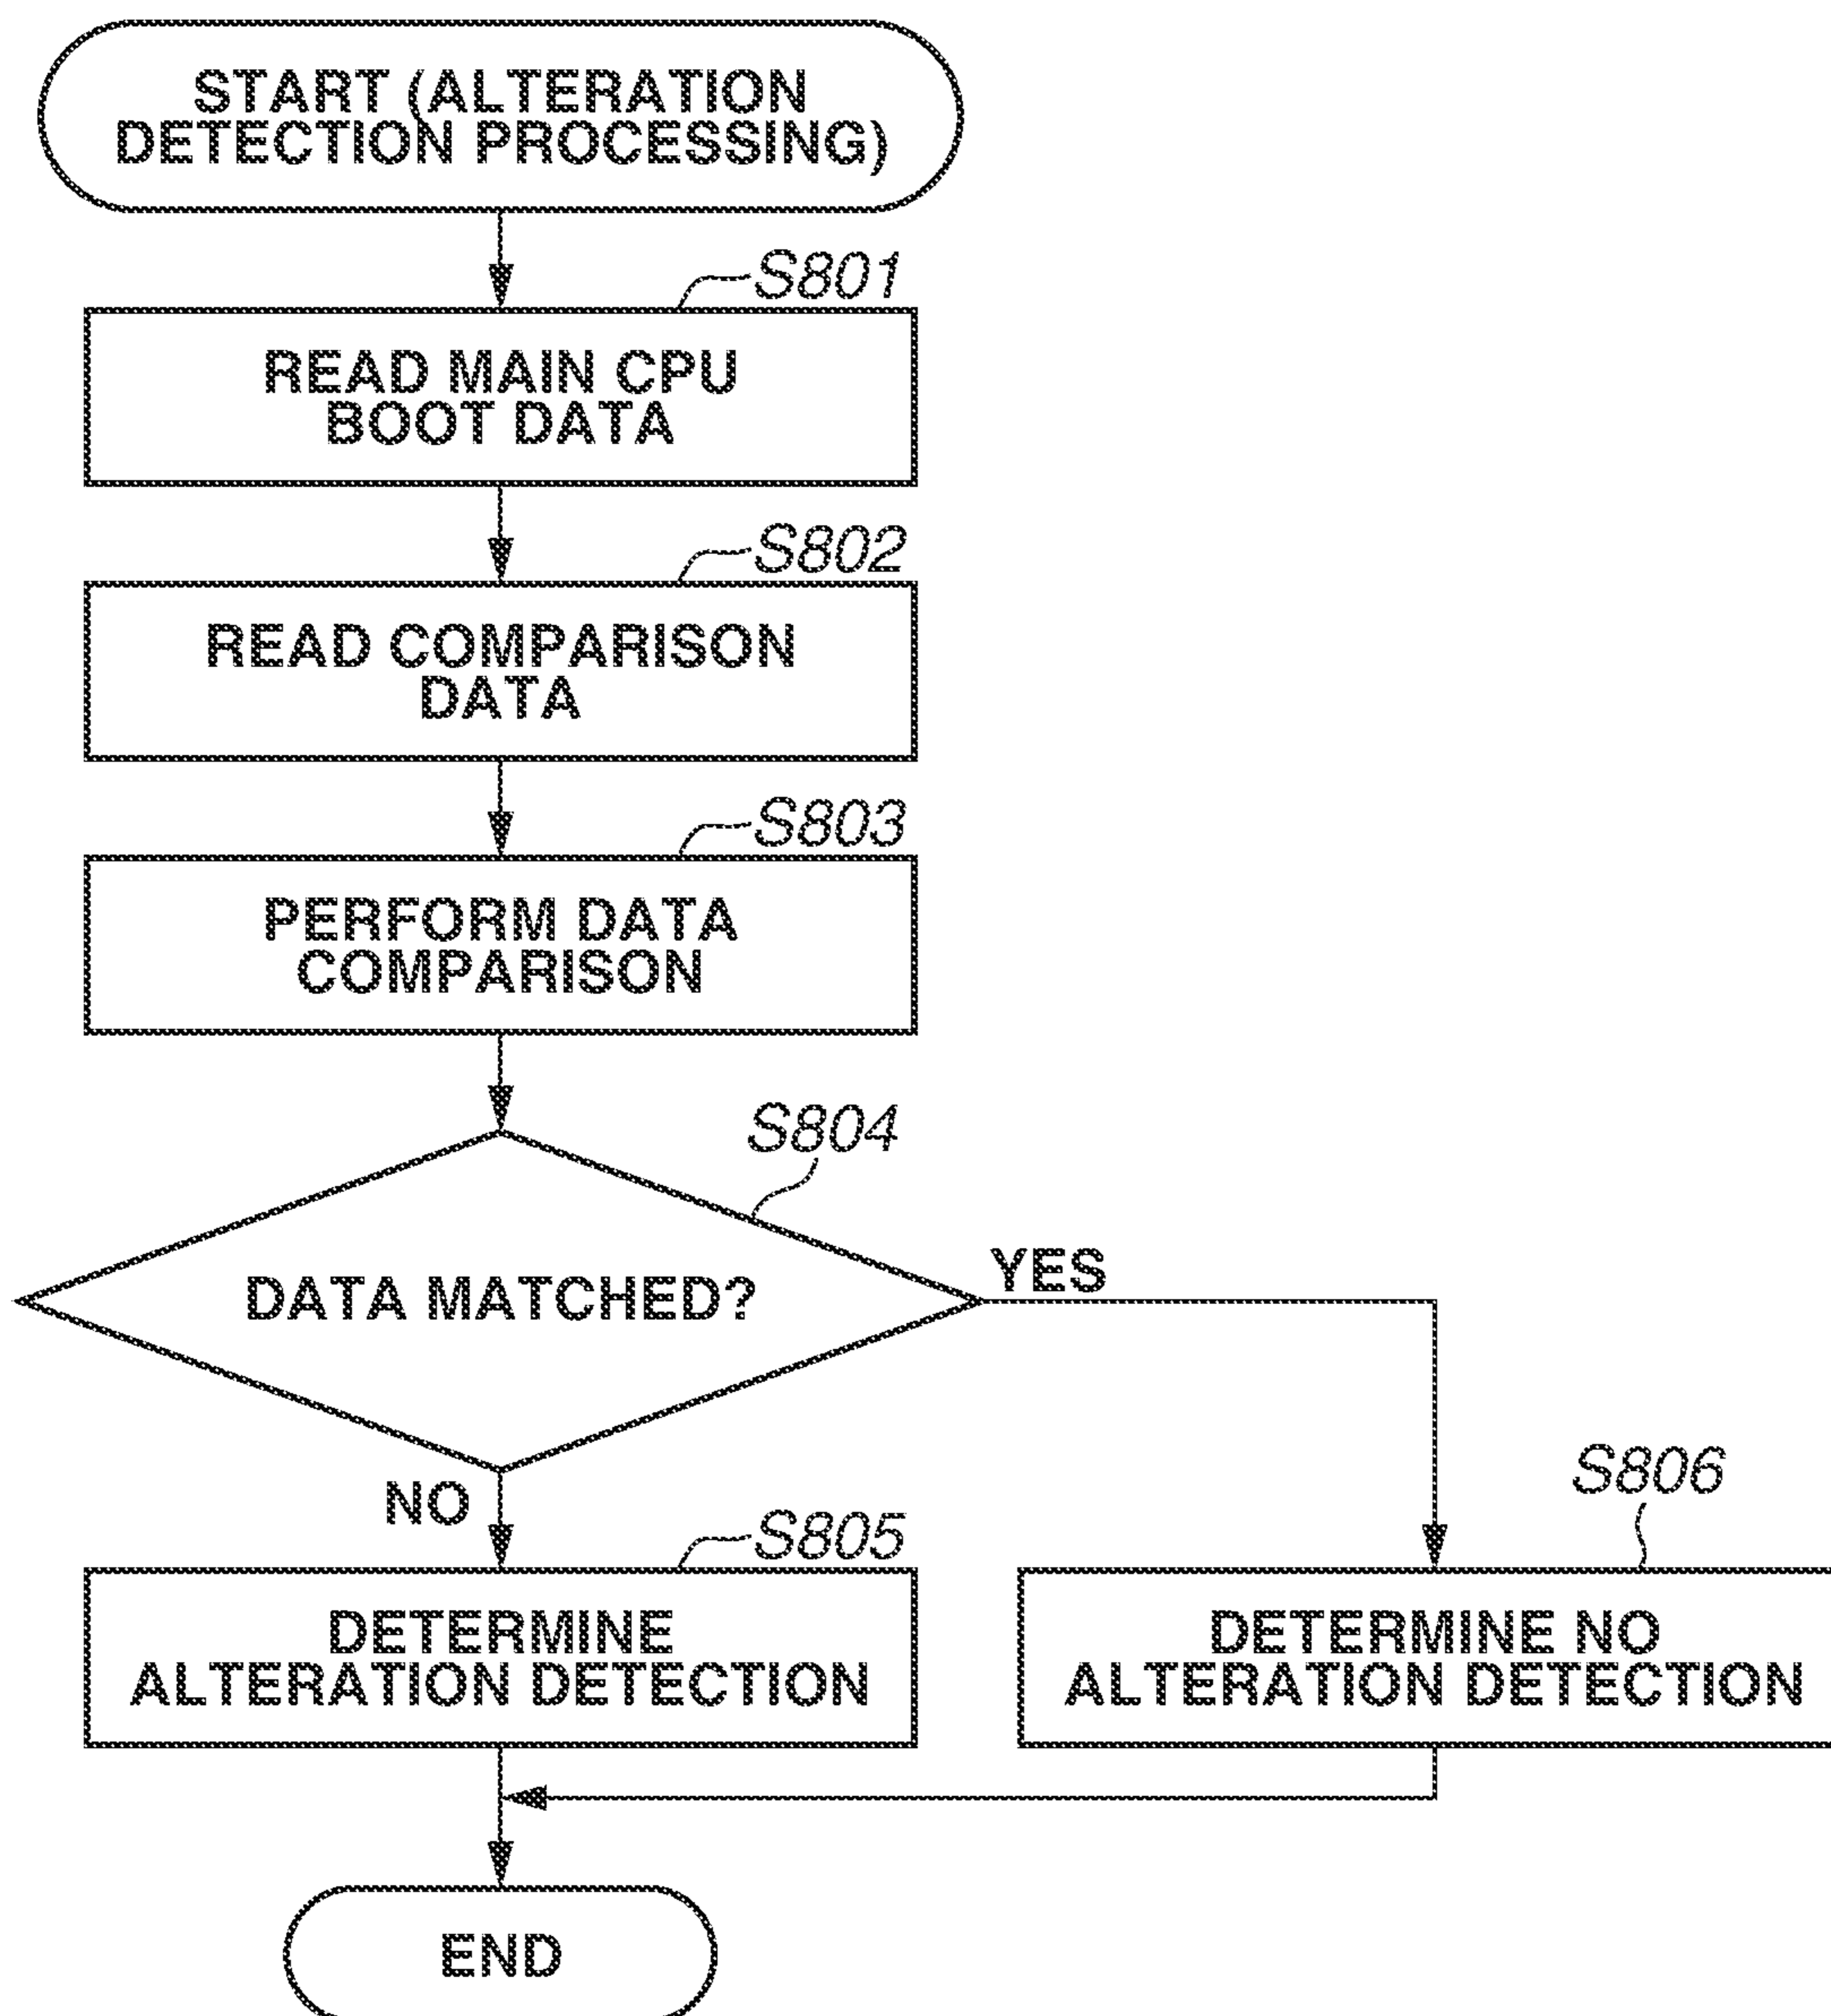 START (ALTERATION
DETECTION PROCESSING)
S801
READ MAIN CPU
BOOT DATA
S802
READ COMPARISON
DATA
S803
PERFORM DATA
COMPARISON
S804
DATA MATCHED?
YES
NO
S805
DETERMINE
ALTERATION DETECTION
S806
DETERMINE NO
ALTERATION DETECTION
END